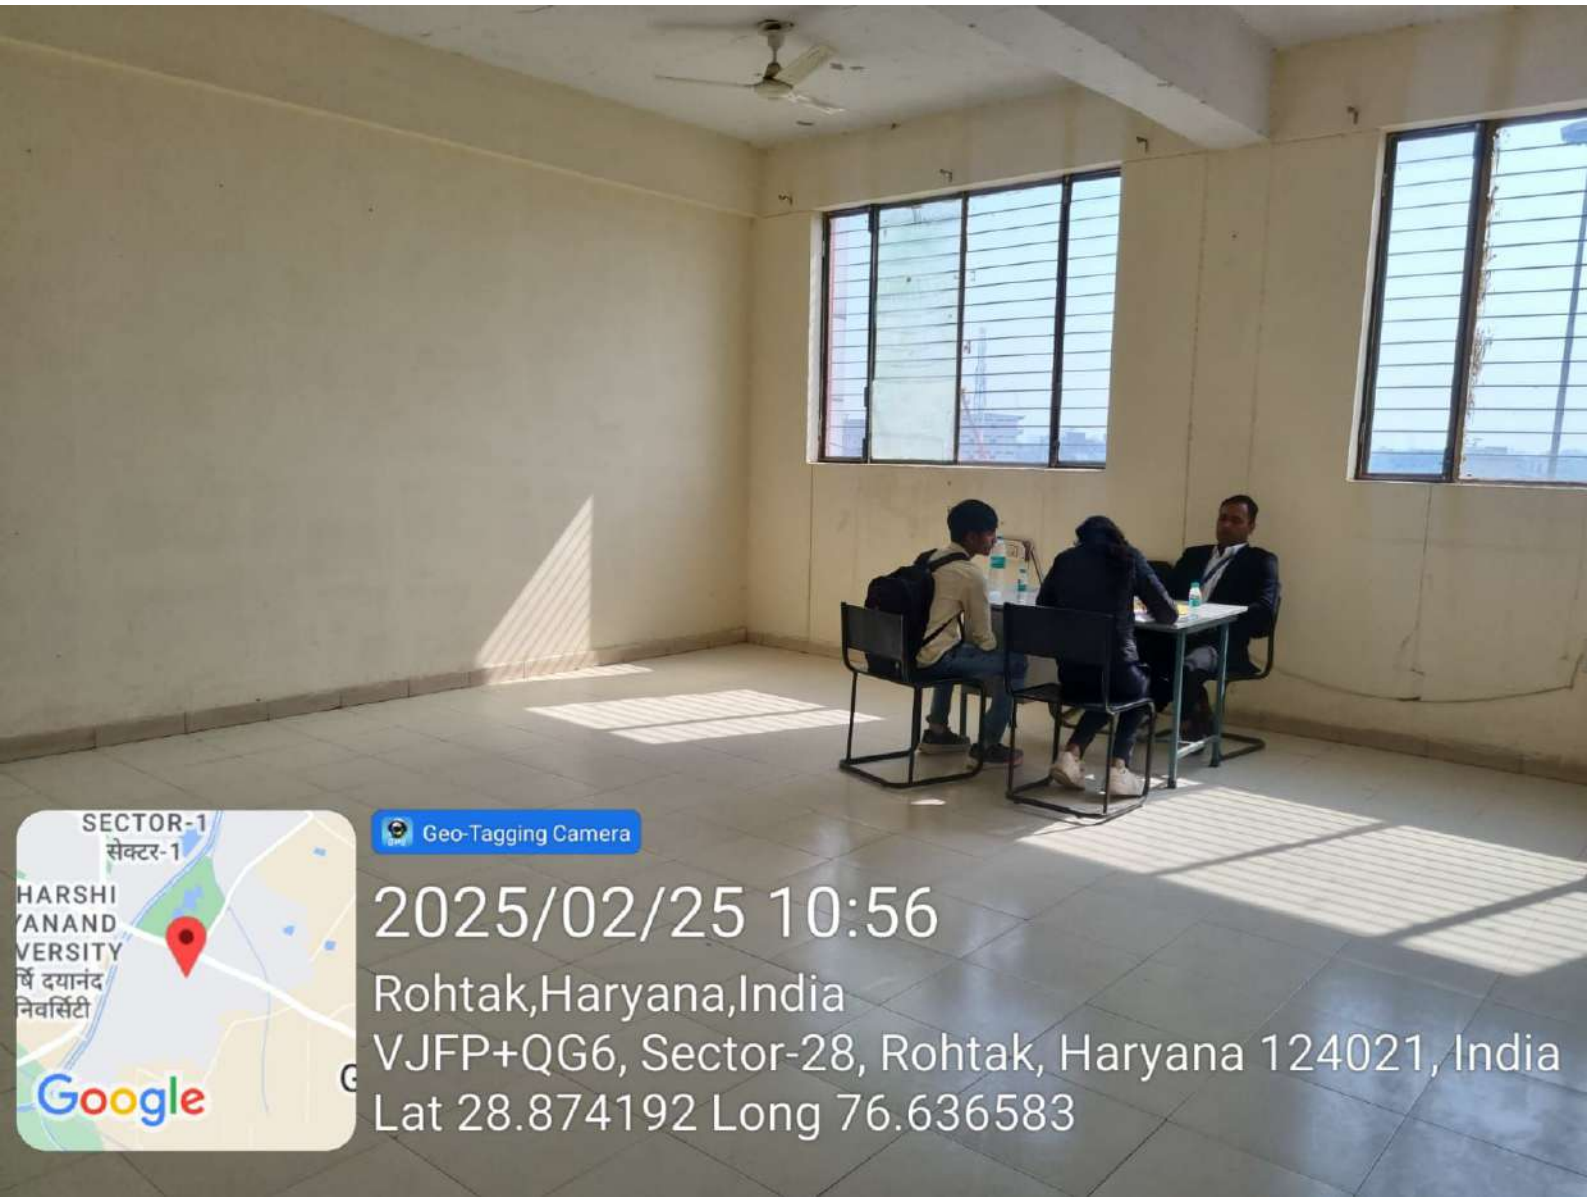 SECTOR-1
सेक्टर-1
HARSHI
YANAND
VERSITY
र्षि दयानंद
निवर्सिटी
Google
G
Geo-Tagging Camera
2025/02/25 10:56
Rohtak,Haryana,India
VJFP+QG6, Sector-28, Rohtak, Haryana 124021, India
Lat 28.874192 Long 76.636583